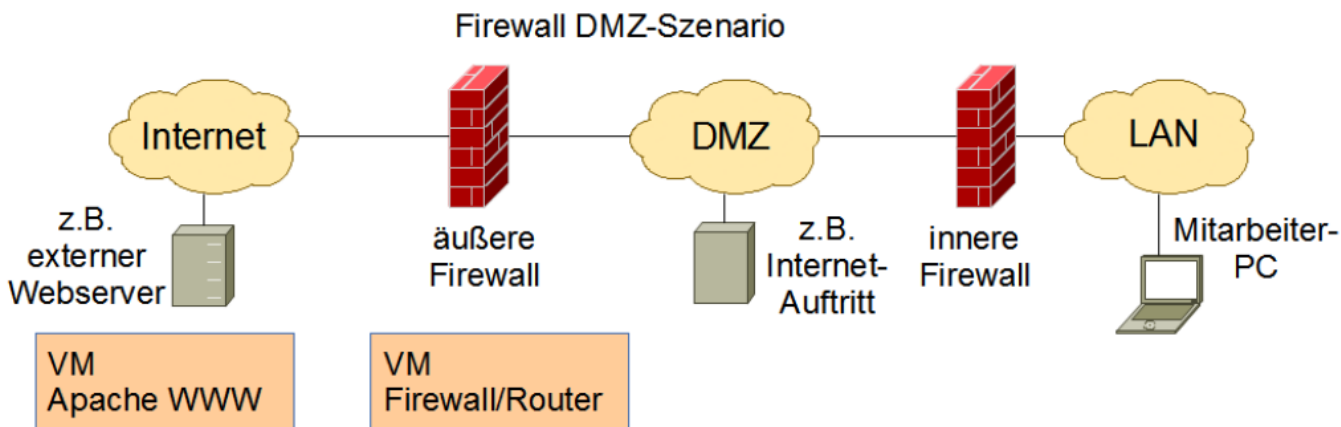 Firewall DMZ-Szenario
Internet
DMZ
LAN
z.B.
externer
Webserver
äußere
Firewall
z.B.
Internet-
Auftritt
innere
Firewall
Mitarbeiter-
PC
VM
Apache WWW
VM
Firewall/Router